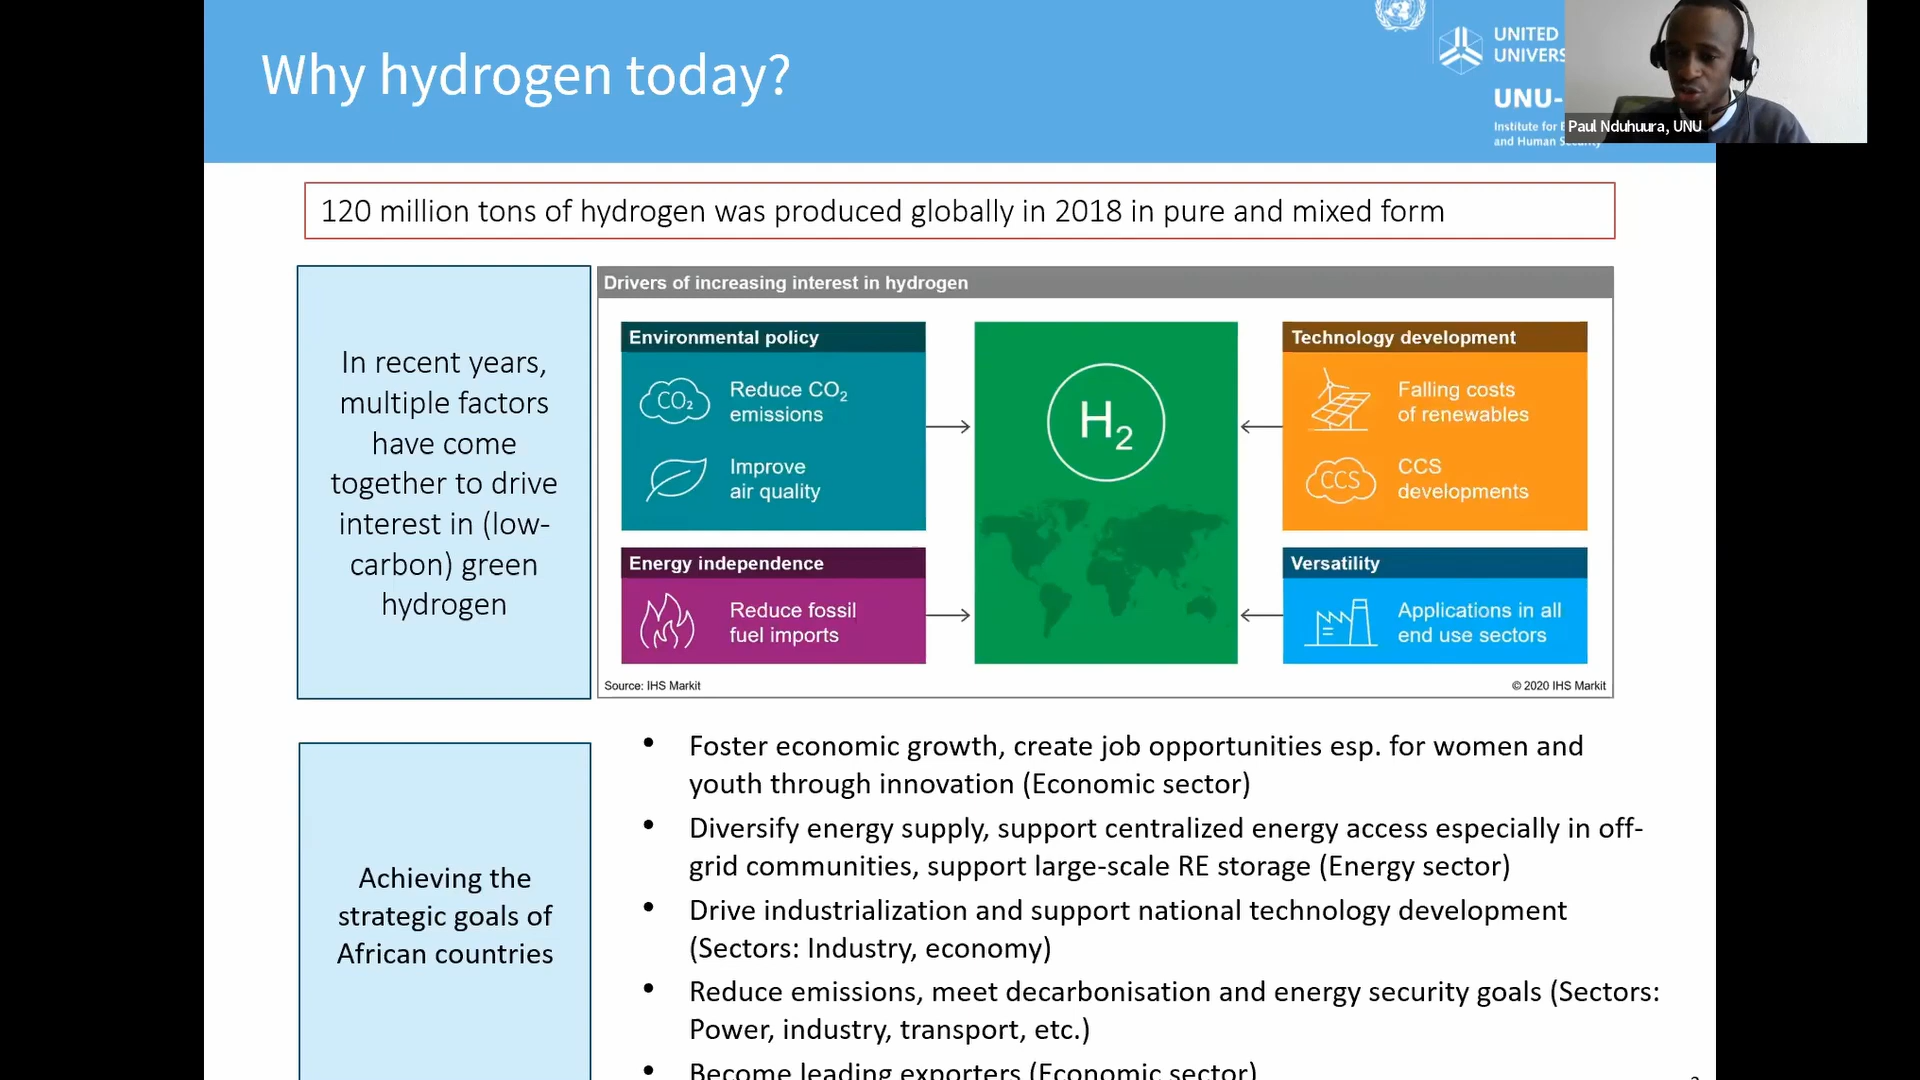 Why hydrogen today?
UNITED
UNIVERS
UNU-
Institute for E
and Human Security
Paul Nduhuura, UNU
120 million tons of hydrogen was produced globally in 2018 in pure and mixed form
In recent years,
multiple factors
have come
together to drive
interest in (low-
carbon) green
hydrogen
Drivers of increasing interest in hydrogen
Environmental policy
CO₂
Reduce CO₂
emissions
Improve
air quality
Energy independence
Reduce fossil
fuel imports
H₂
Technology development
Falling costs
of renewables
CCS
CCS
developments
Versatility
Applications in all
end use sectors
Source: IHS Markit
© 2020 IHS Markit
Achieving the
strategic goals of
African countries
• Foster economic growth, create job opportunities esp. for women and
youth through innovation (Economic sector)
• Diversify energy supply, support centralized energy access especially in off-
grid communities, support large-scale RE storage (Energy sector)
• Drive industrialization and support national technology development
(Sectors: Industry, economy)
• Reduce emissions, meet decarbonisation and energy security goals (Sectors:
Power, industry, transport, etc.)
• Become leading exporters (Economic sector)